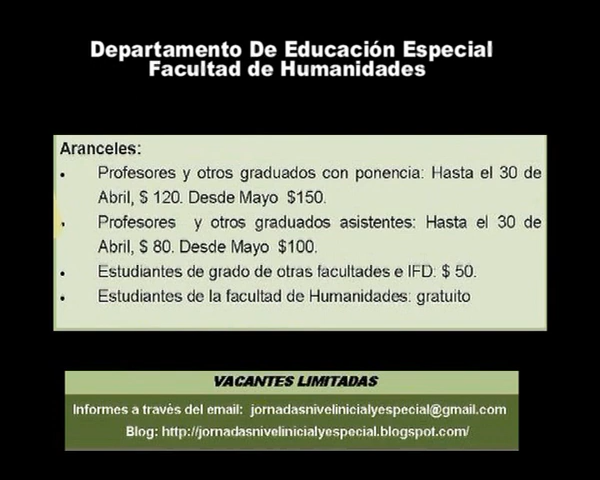 Departamento De Educación Especial
Facultad de Humanidades
Aranceles:
• Profesores y otros graduados con ponencia: Hasta el 30 de
Abril, $ 120. Desde Mayo $150.
• Profesores y otros graduados asistentes: Hasta el 30 de
Abril, $ 80. Desde Mayo $100.
• Estudiantes de grado de otras facultades e IFD: $ 50.
• Estudiantes de la facultad de Humanidades: gratuito
VACANTES LIMITADAS
Informes a través del email: jornadasnivelinicialyespecial@gmail.com
Blog: http://jornadasnivelinicialyespecial.blogspot.com/